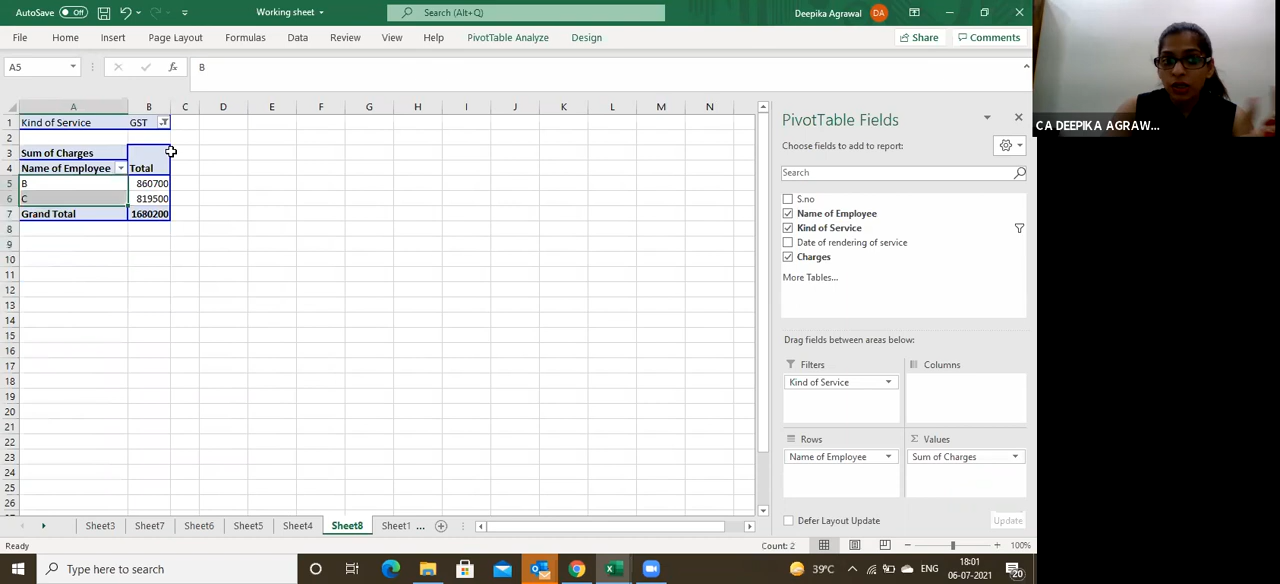 AutoSave Off Working sheet Search (Alt+Q) Deepika Agrawal DA
File Home Insert Page Layout Formulas Data Review View Help PivotTable Analyze Design Share Comments
A5 fx B
A B C D E F G H I J K L M N
1 Kind of Service GST
2
3 Sum of Charges
4 Name of Employee Total
5 B 860700
6 C 819500
7 Grand Total 1680200
8
9
10
11
12
13
14
15
16
17
18
19
20
21
22
23
24
25
26
PivotTable Fields
Choose fields to add to report:
Search
S.no
Name of Employee
Kind of Service
Date of rendering of service
Charges
More Tables...
Drag fields between areas below:
Filters Columns
Kind of Service
Rows Σ Values
Name of Employee Sum of Charges
Defer Layout Update Update
Sheet3 Sheet7 Sheet6 Sheet5 Sheet4 Sheet8 Sheet1 ...
Ready Count: 2 100%
Type here to search 39°C ENG 18:01
06-07-2021 20
CA DEEPIKA AGRAW...